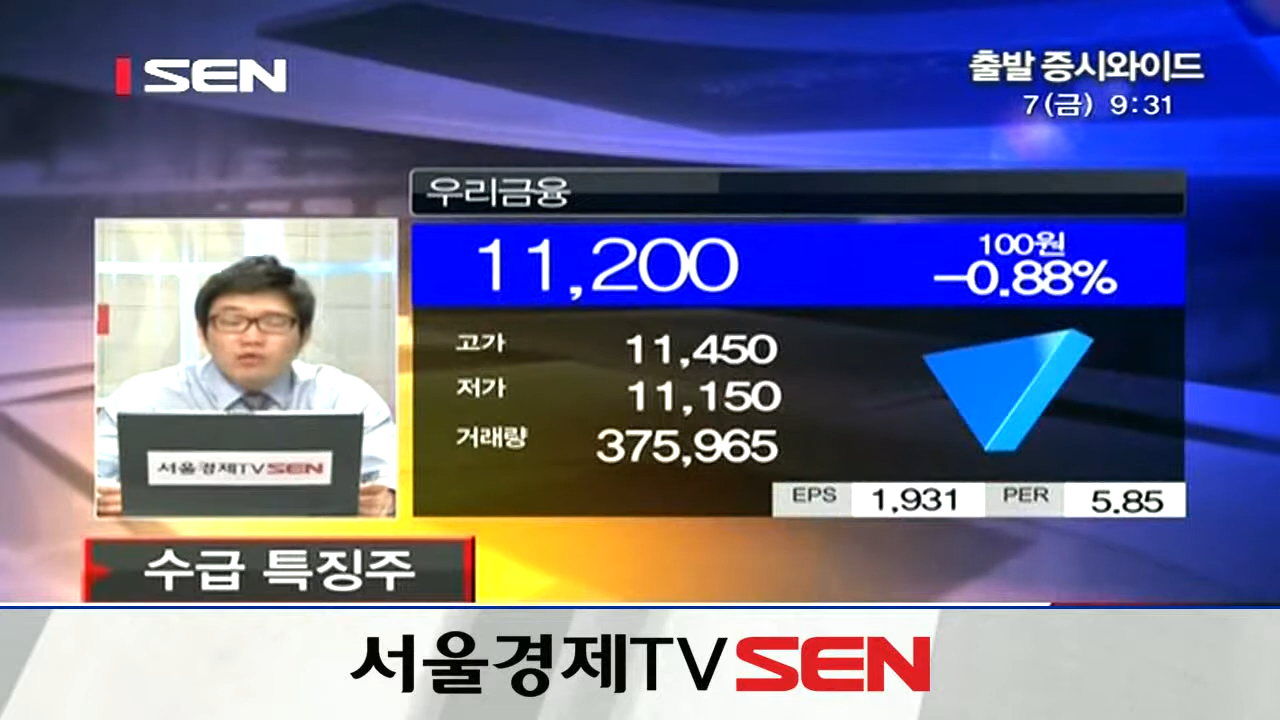 SEN
출발 증시와이드
7(금) 9:31
우리금융
11,200
100원
-0.88%
고가 11,450
저가 11,150
거래량 375,965
EPS 1,931 PER 5.85
서울경제TVSEN
수급 특징주
서울경제TV SEN